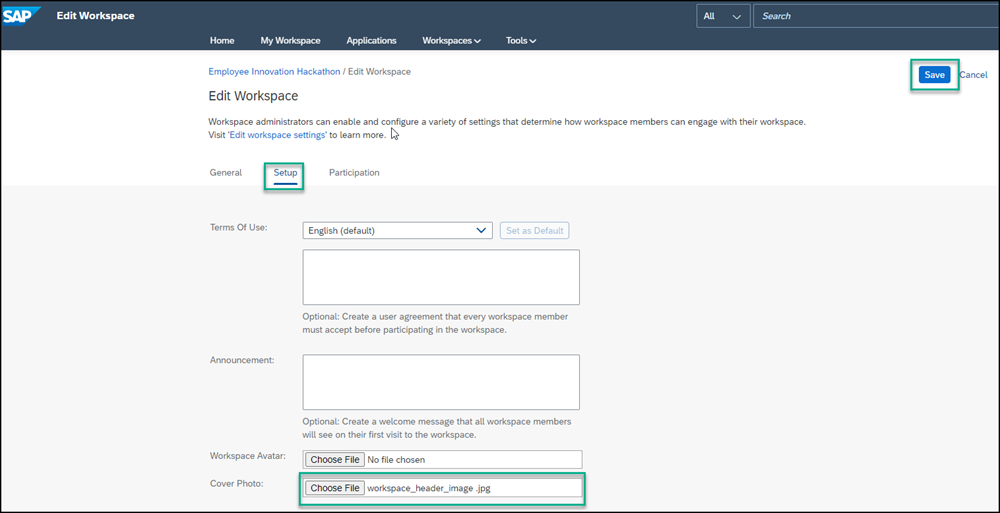 SAP Edit Workspace All Search
Home My Workspace Applications Workspaces Tools
Employee Innovation Hackathon / Edit Workspace
Save Cancel
Edit Workspace
Workspace administrators can enable and configure a variety of settings that determine how workspace members can engage with their workspace.
Visit 'Edit workspace settings' to learn more.
General Setup Participation
Terms Of Use: English (default) Set as Default
Optional: Create a user agreement that every workspace member
must accept before participating in the workspace.
Announcement:
Optional: Create a welcome message that all workspace members
will see on their first visit to the workspace.
Workspace Avatar: Choose File No file chosen
Cover Photo: Choose File workspace_header_image .jpg